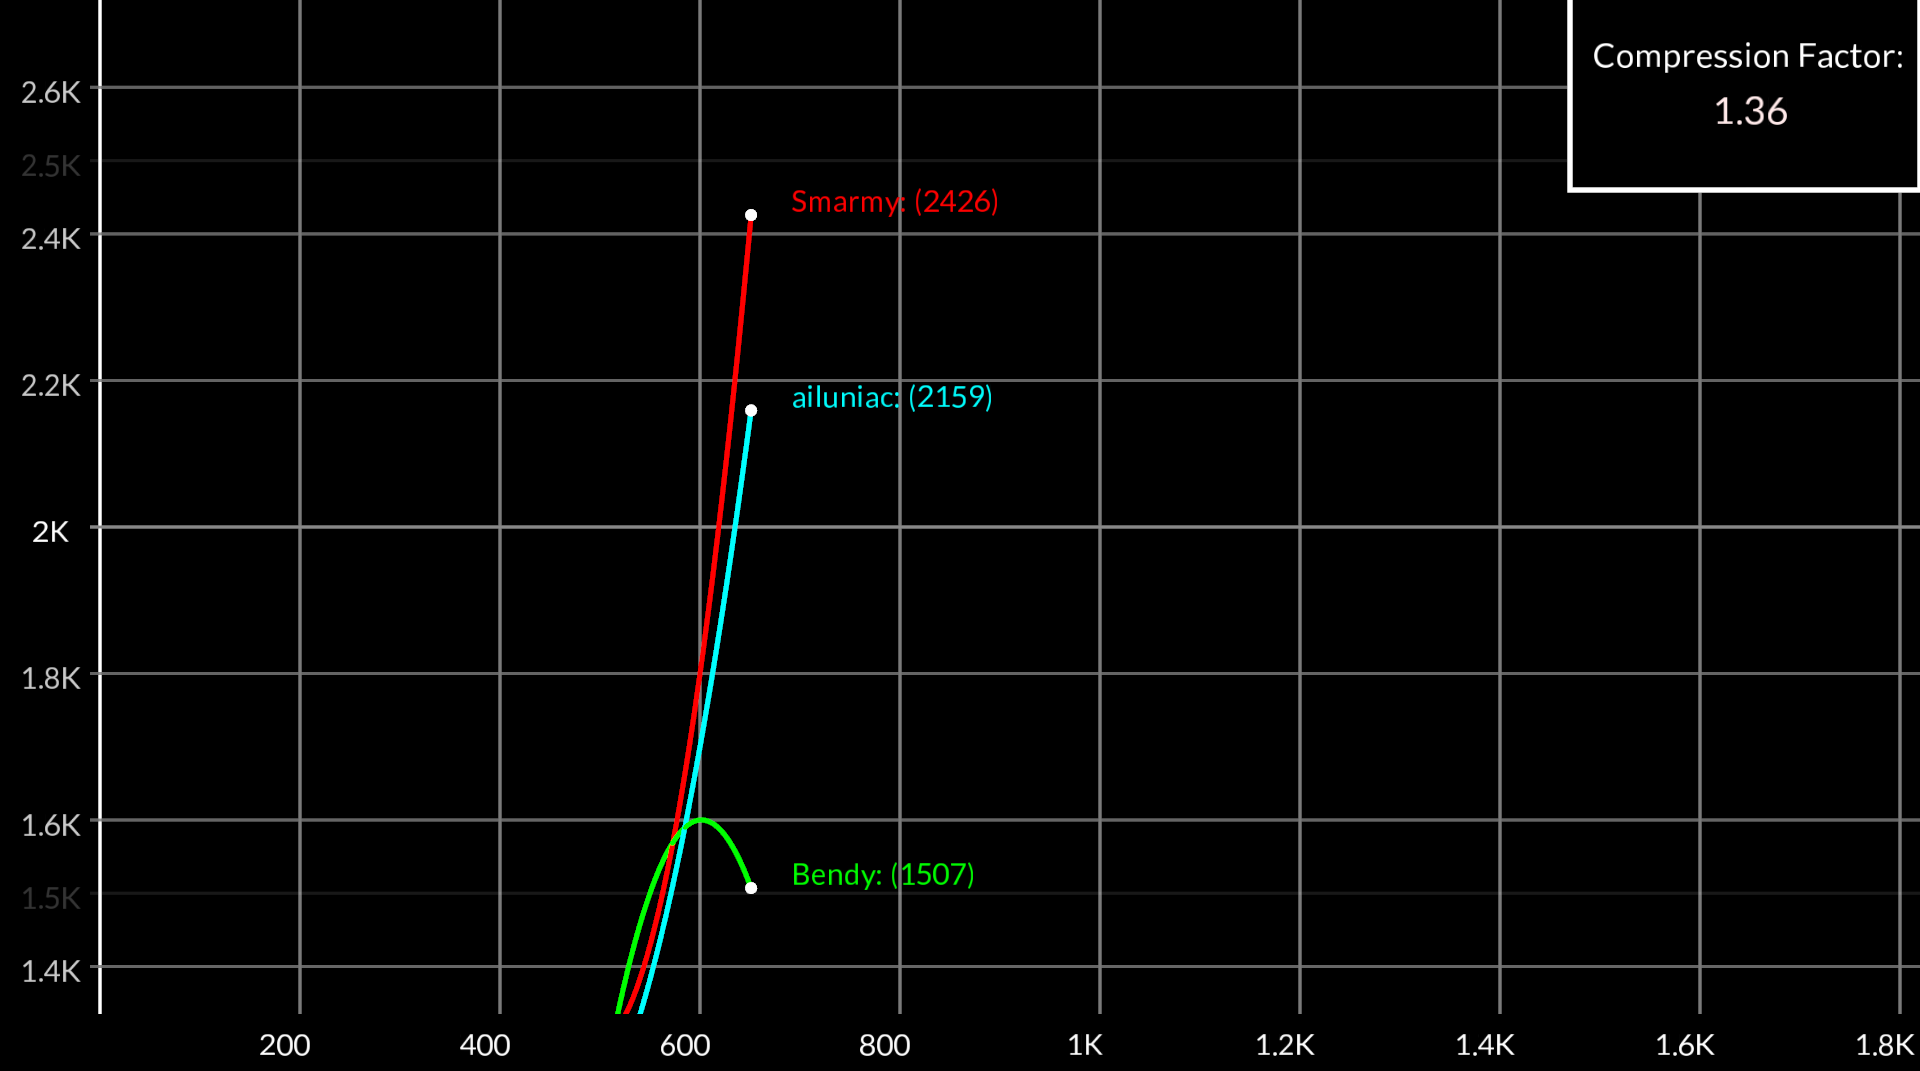 Compression Factor:
1.36
2.6K
2.5K
Smarmy: (2426)
2.4K
2.2K
ailuniac: (2159)
2K
1.8K
1.6K
Bendy: (1507)
1.5K
1.4K
200 400 600 800 1K 1.2K 1.4K 1.6K 1.8K